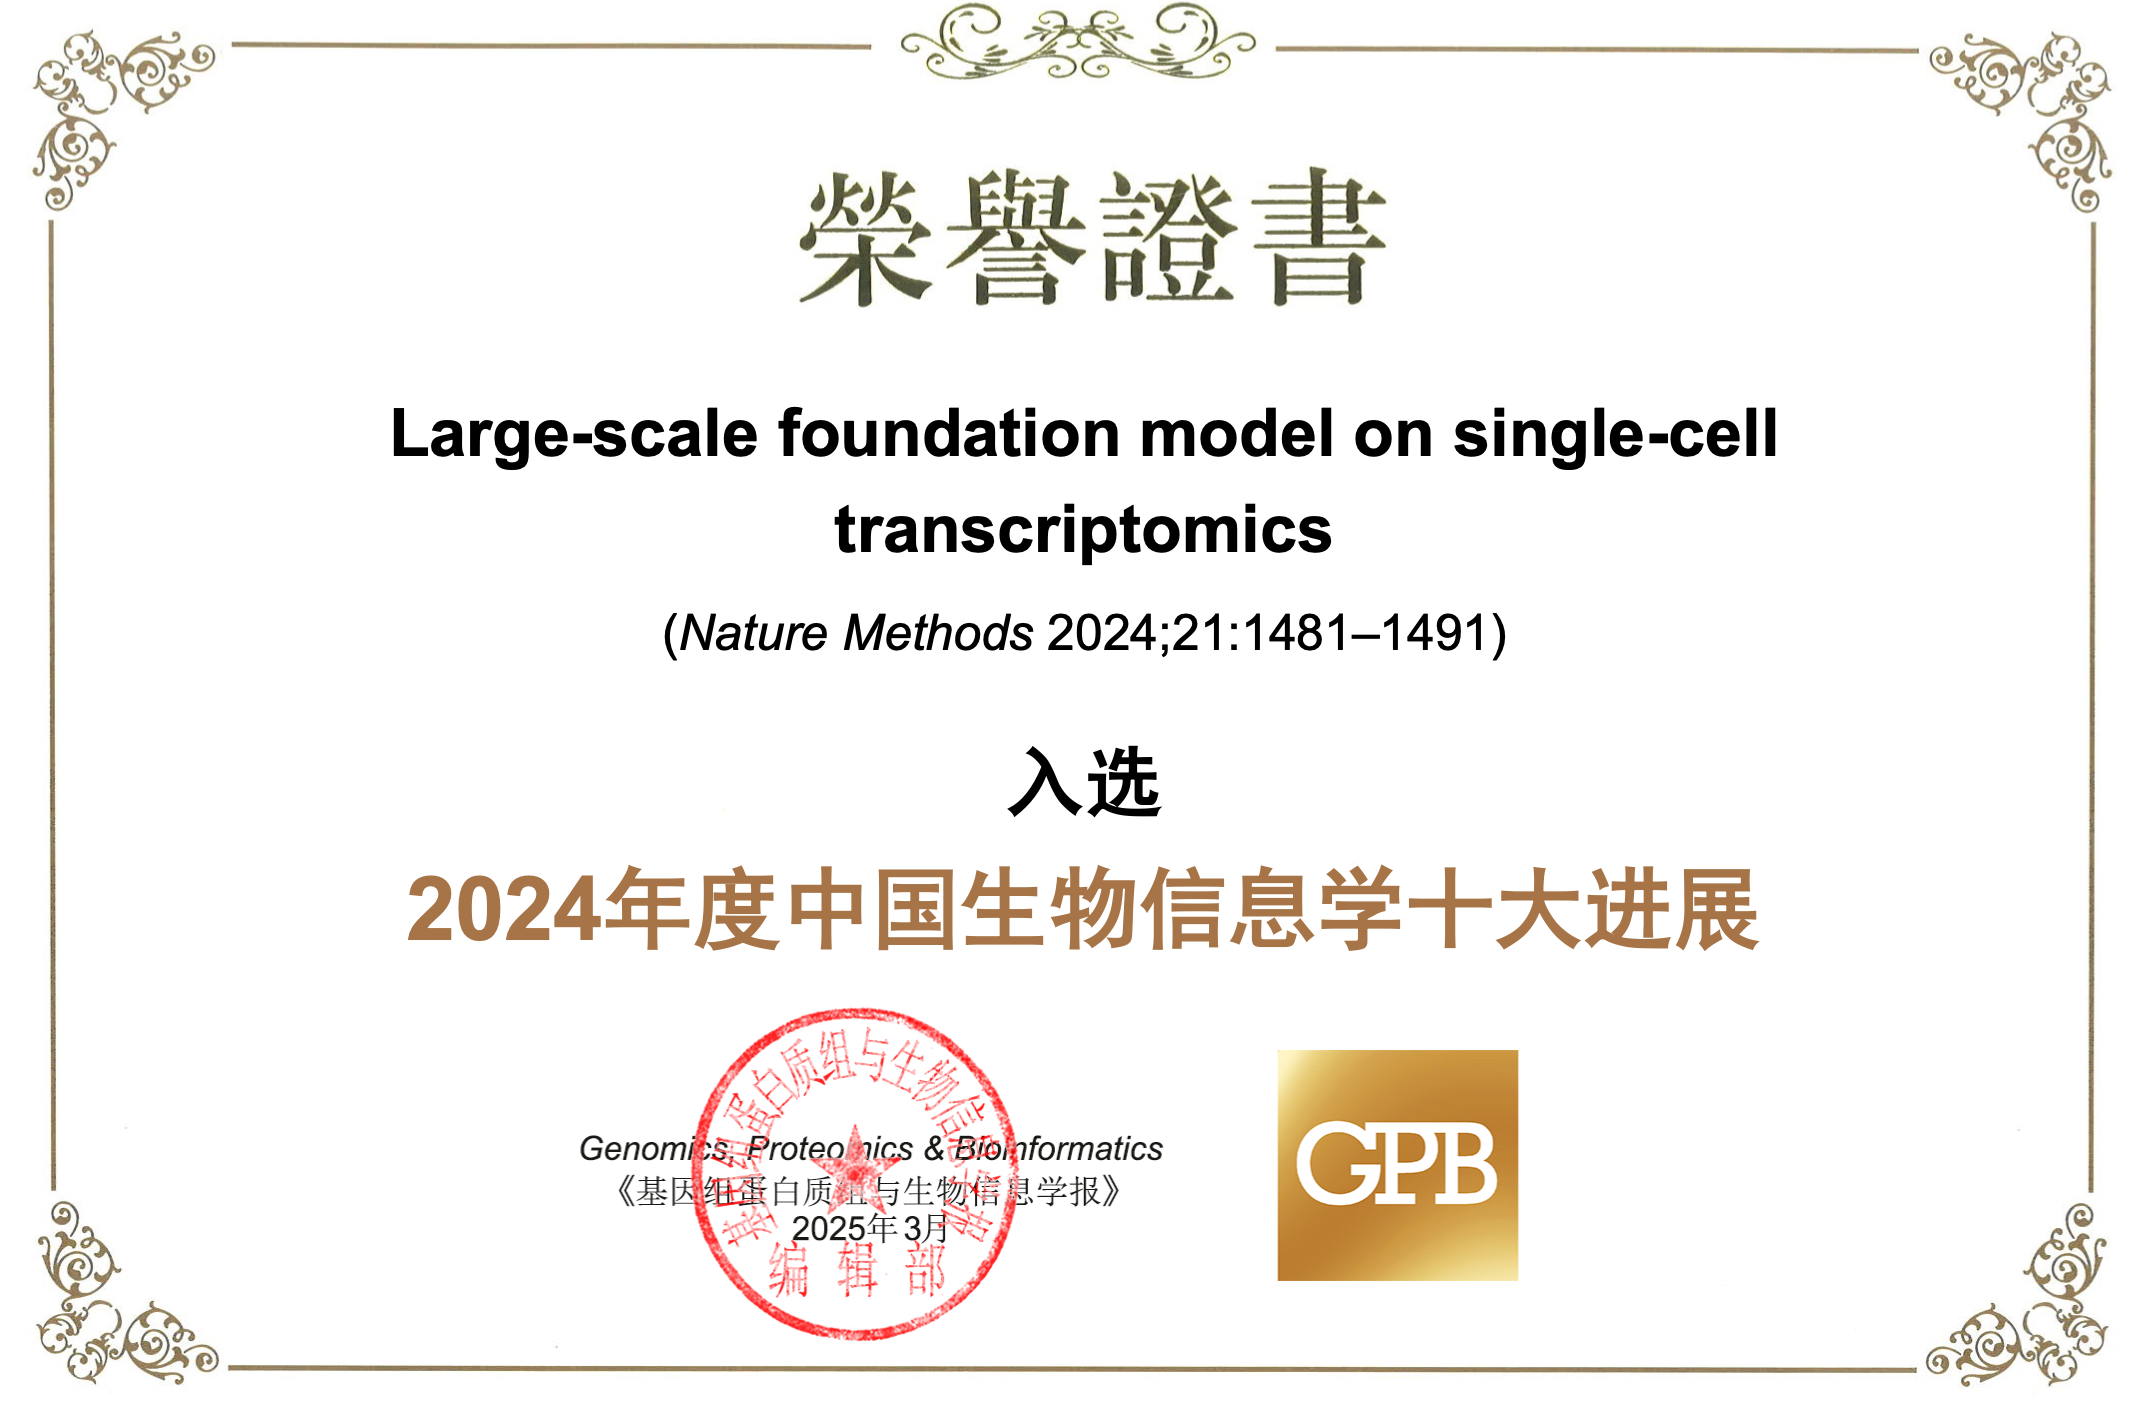 榮譽證書
Large-scale foundation model on single-cell
transcriptomics
(Nature Methods 2024;21:1481–1491)
入选
2024年度中国生物信息学十大进展
Genomics, Proteomics & Bioinformatics
《基因组蛋白质组与生物信息学报》
2025年3月
基因组蛋白质组与生物信息学报
编辑部
GPB